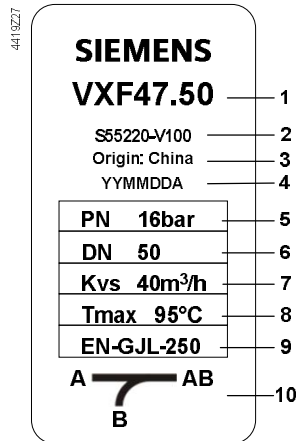 4419Z27
SIEMENS
VXF47.50 1
S55220-V100 2
Origin: China 3
YYMMDDA 4
PN 16bar 5
DN 50 6
Kvs 40m³/h 7
Tmax 95°C 8
EN-GJL-250 9
A AB
10
B